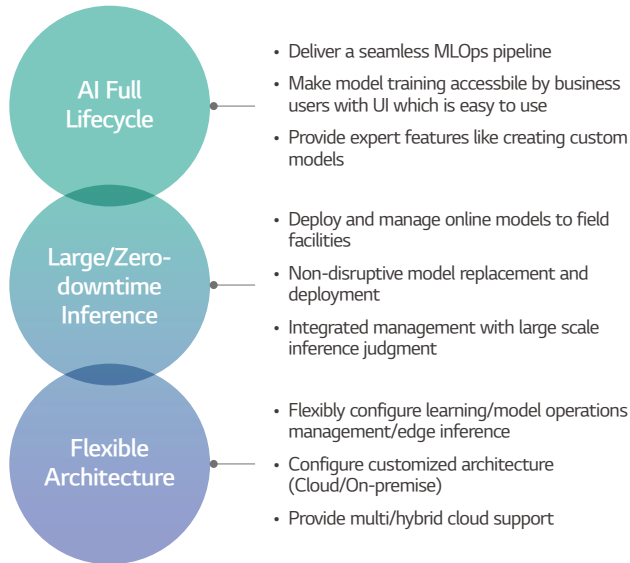 AI Full
Lifecycle
• Deliver a seamless MLOps pipeline
• Make model training accessbile by business
users with UI which is easy to use
• Provide expert features like creating custom
models
Large/Zero-
downtime
Inference
• Deploy and manage online models to field
facilities
• Non-disruptive model replacement and
deployment
• Integrated management with large scale
inference judgment
Flexible
Architecture
• Flexibly configure learning/model operations
management/edge inference
• Configure customized architecture
(Cloud/On-premise)
• Provide multi/hybrid cloud support